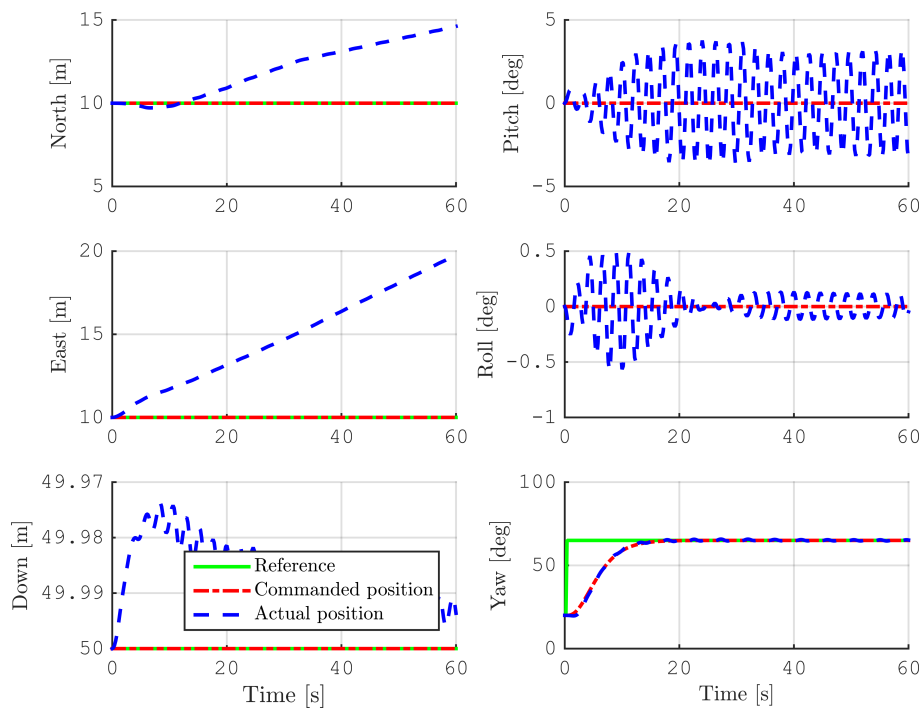 15
10
5
North [m]
0 20 40 60
5
0
-5
Pitch [deg]
0 20 40 60
20
15
10
East [m]
0 20 40 60
0.5
0
-0.5
-1
Roll [deg]
0 20 40 60
49.97
49.98
49.99
50
Down [m]
Reference
Commanded position
Actual position
0 20 40 60
Time [s]
100
50
0
Yaw [deg]
0 20 40 60
Time [s]